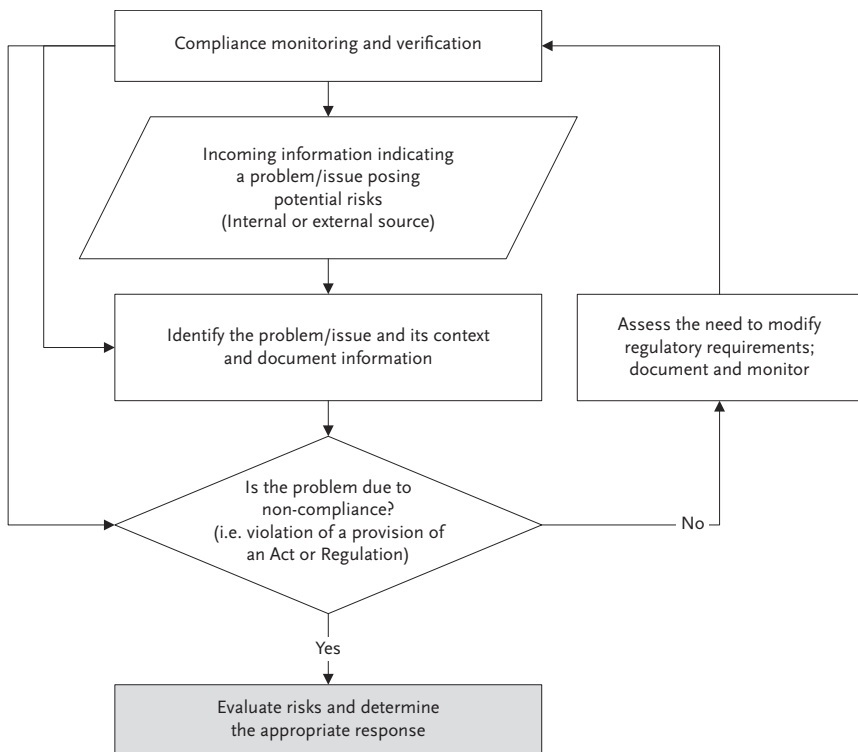 Compliance monitoring and verification
Incoming information indicating
a problem/issue posing
potential risks
(Internal or external source)
Identify the problem/issue and its context
and document information
Assess the need to modify
regulatory requirements;
document and monitor
Is the problem due to
non-compliance?
(i.e. violation of a provision of
an Act or Regulation)
No
Yes
Evaluate risks and determine
the appropriate response